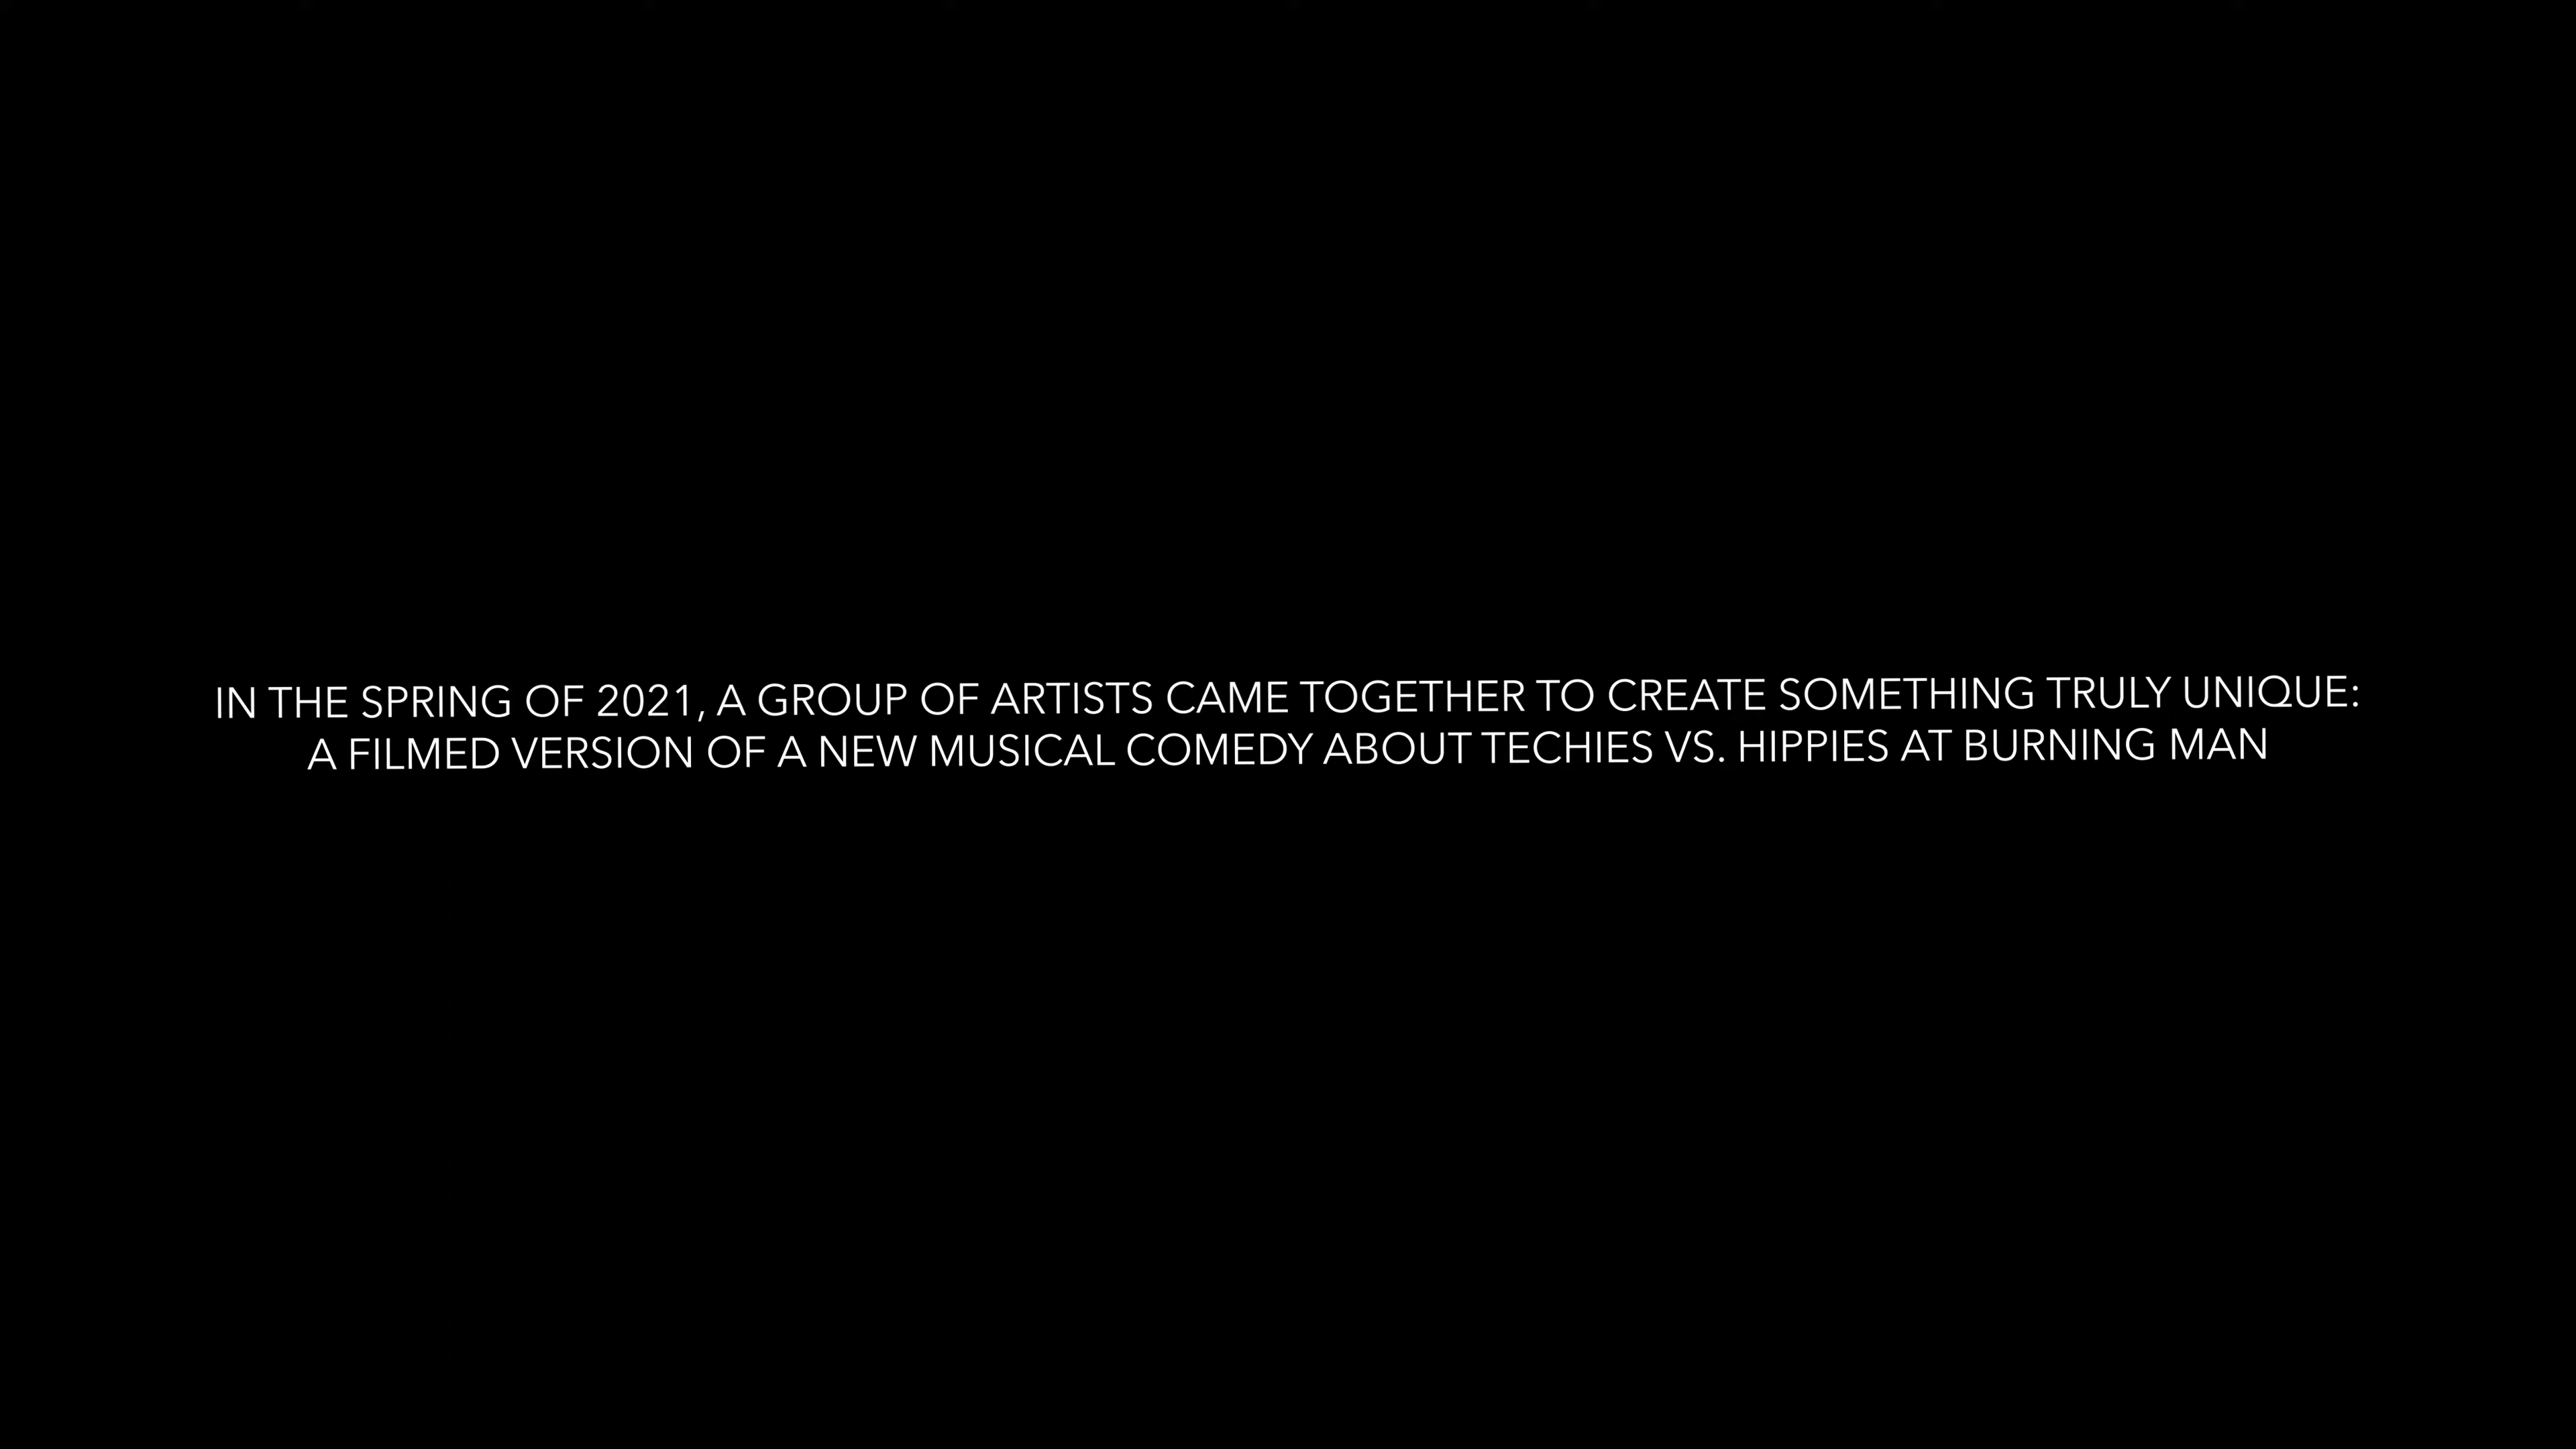 IN THE SPRING OF 2021, A GROUP OF ARTISTS CAME TOGETHER TO CREATE SOMETHING TRULY UNIQUE:
A FILMED VERSION OF A NEW MUSICAL COMEDY ABOUT TECHIES VS. HIPPIES AT BURNING MAN